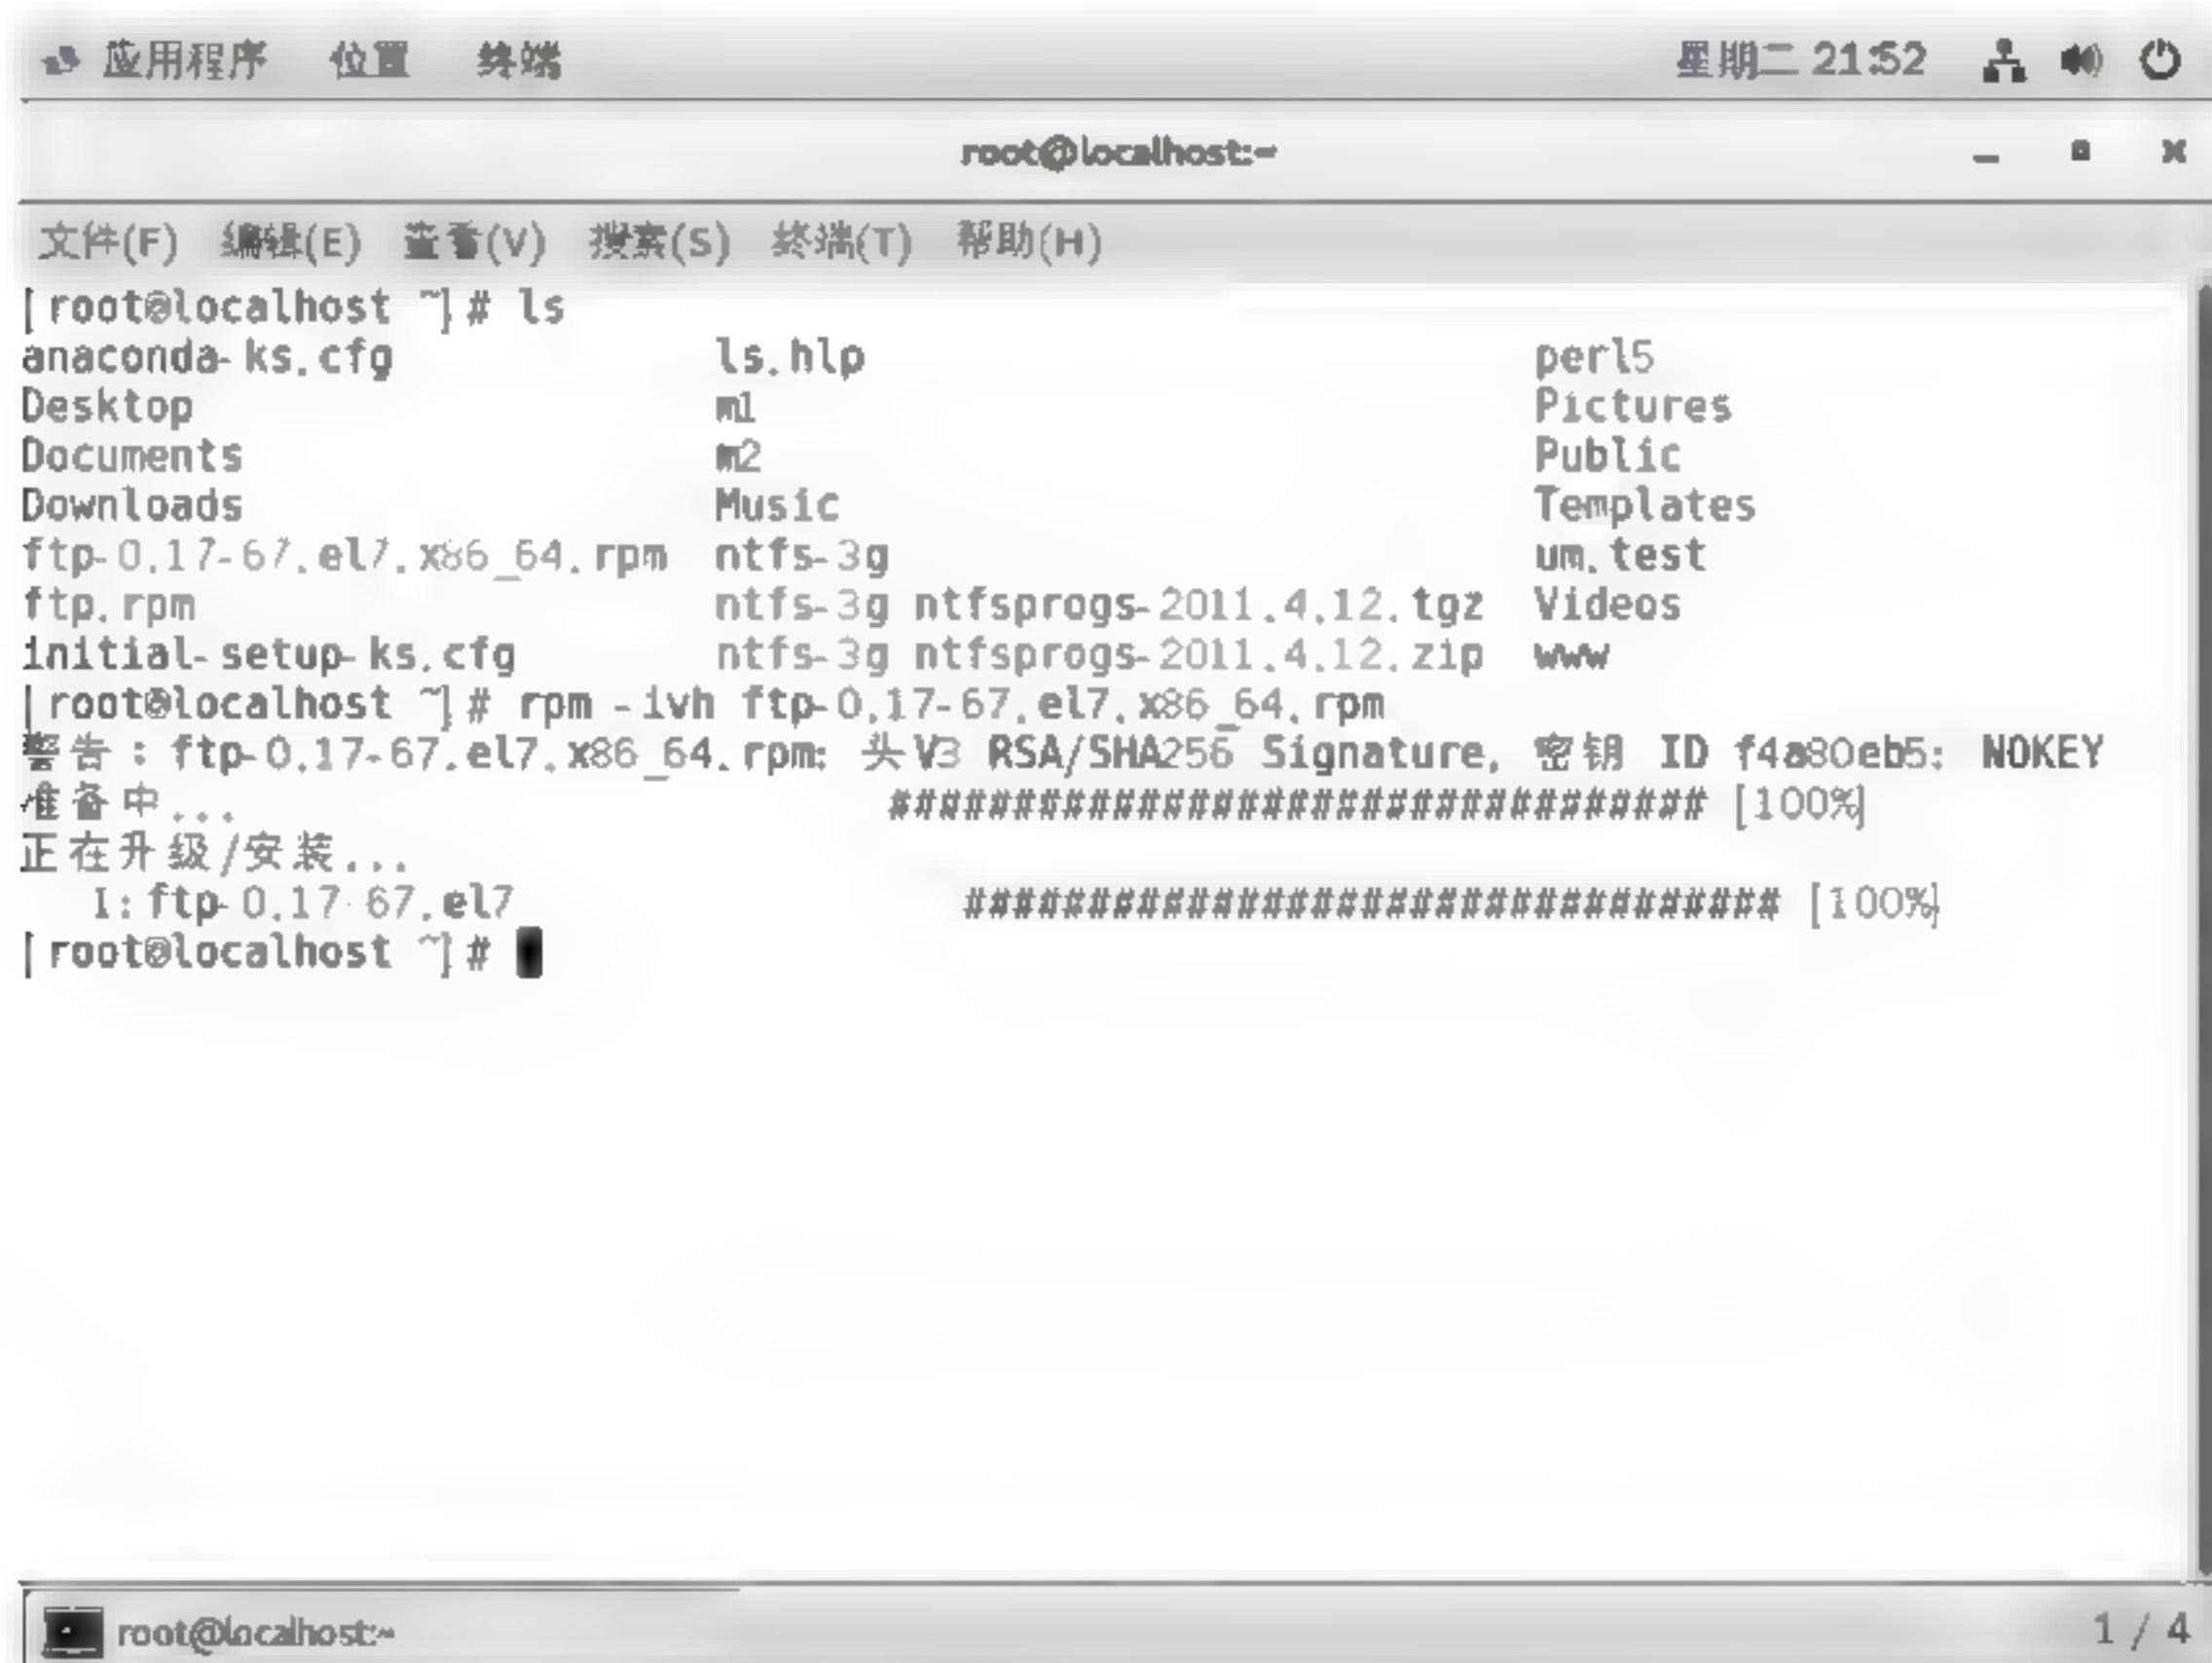 应用程序 位置 终端 星期二 21:52
root@localhost:~
文件(F) 编辑(E) 查看(V) 搜索(S) 终端(T) 帮助(H)
[root@localhost ~]# ls
anaconda-ks.cfg ls.hlp perl5
Desktop m1 Pictures
Documents m2 Public
Downloads Music Templates
ftp-0.17-67.el7.x86_64.rpm ntfs-3g um.test
ftp.rpm ntfs-3g ntfsprogs-2011.4.12.tgz Videos
initial-setup-ks.cfg ntfs-3g ntfsprogs-2011.4.12.zip www
[root@localhost ~]# rpm -ivh ftp-0.17-67.el7.x86_64.rpm
警告：ftp-0.17-67.el7.x86_64.rpm: 头V3 RSA/SHA256 Signature, 密钥 ID f4a80eb5: NOKEY
准备中... ################################# [100%]
正在升级/安装...
1:ftp-0.17-67.el7 ################################# [100%]
[root@localhost ~]#
root@localhost:~ 1 / 4